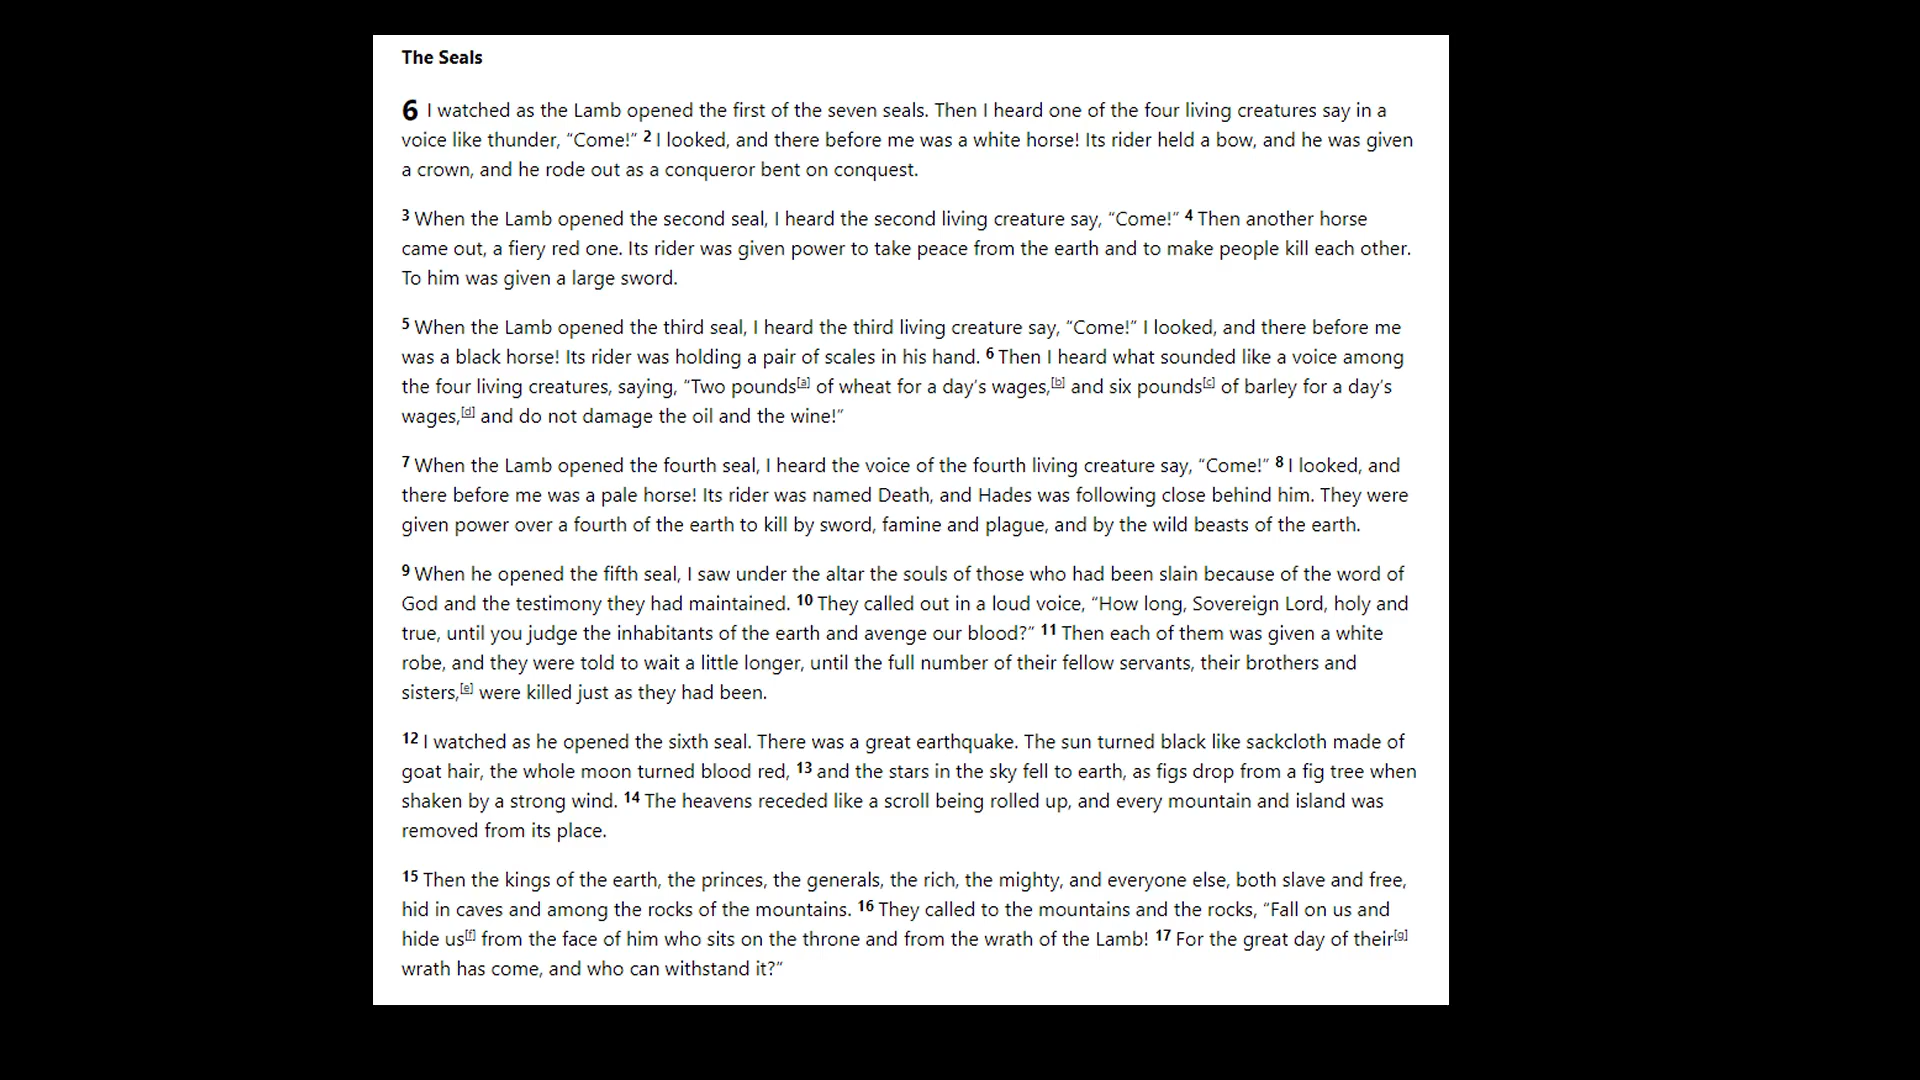 The Seals
6 I watched as the Lamb opened the first of the seven seals. Then I heard one of the four living creatures say in a
voice like thunder, “Come!” 2 I looked, and there before me was a white horse! Its rider held a bow, and he was given
a crown, and he rode out as a conqueror bent on conquest.
3 When the Lamb opened the second seal, I heard the second living creature say, “Come!” 4 Then another horse
came out, a fiery red one. Its rider was given power to take peace from the earth and to make people kill each other.
To him was given a large sword.
5 When the Lamb opened the third seal, I heard the third living creature say, “Come!” I looked, and there before me
was a black horse! Its rider was holding a pair of scales in his hand. 6 Then I heard what sounded like a voice among
the four living creatures, saying, “Two pounds[a] of wheat for a day’s wages,[b] and six pounds[c] of barley for a day’s
wages,[d] and do not damage the oil and the wine!”
7 When the Lamb opened the fourth seal, I heard the voice of the fourth living creature say, “Come!” 8 I looked, and
there before me was a pale horse! Its rider was named Death, and Hades was following close behind him. They were
given power over a fourth of the earth to kill by sword, famine and plague, and by the wild beasts of the earth.
9 When he opened the fifth seal, I saw under the altar the souls of those who had been slain because of the word of
God and the testimony they had maintained. 10 They called out in a loud voice, “How long, Sovereign Lord, holy and
true, until you judge the inhabitants of the earth and avenge our blood?” 11 Then each of them was given a white
robe, and they were told to wait a little longer, until the full number of their fellow servants, their brothers and
sisters,[e] were killed just as they had been.
12 I watched as he opened the sixth seal. There was a great earthquake. The sun turned black like sackcloth made of
goat hair, the whole moon turned blood red, 13 and the stars in the sky fell to earth, as figs drop from a fig tree when
shaken by a strong wind. 14 The heavens receded like a scroll being rolled up, and every mountain and island was
removed from its place.
15 Then the kings of the earth, the princes, the generals, the rich, the mighty, and everyone else, both slave and free,
hid in caves and among the rocks of the mountains. 16 They called to the mountains and the rocks, “Fall on us and
hide us[f] from the face of him who sits on the throne and from the wrath of the Lamb! 17 For the great day of their[g]
wrath has come, and who can withstand it?”